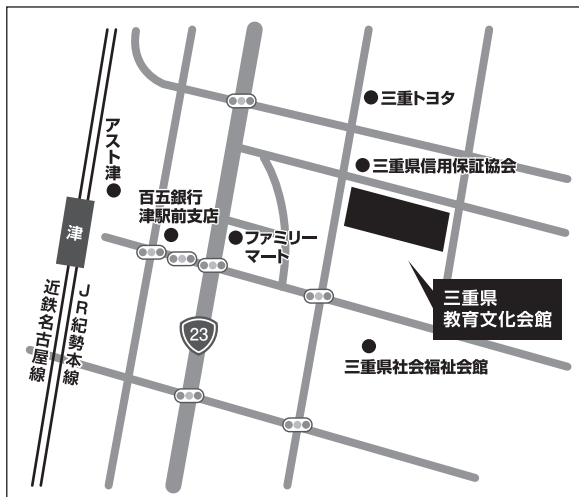 三重トヨタ
アスト津
三重県信用保証協会
百五銀行
津駅前支店
ファミリー
マート
津
三重県
教育文化会館
23
三重県社会福祉会館
JR紀勢本線
近鉄名古屋線